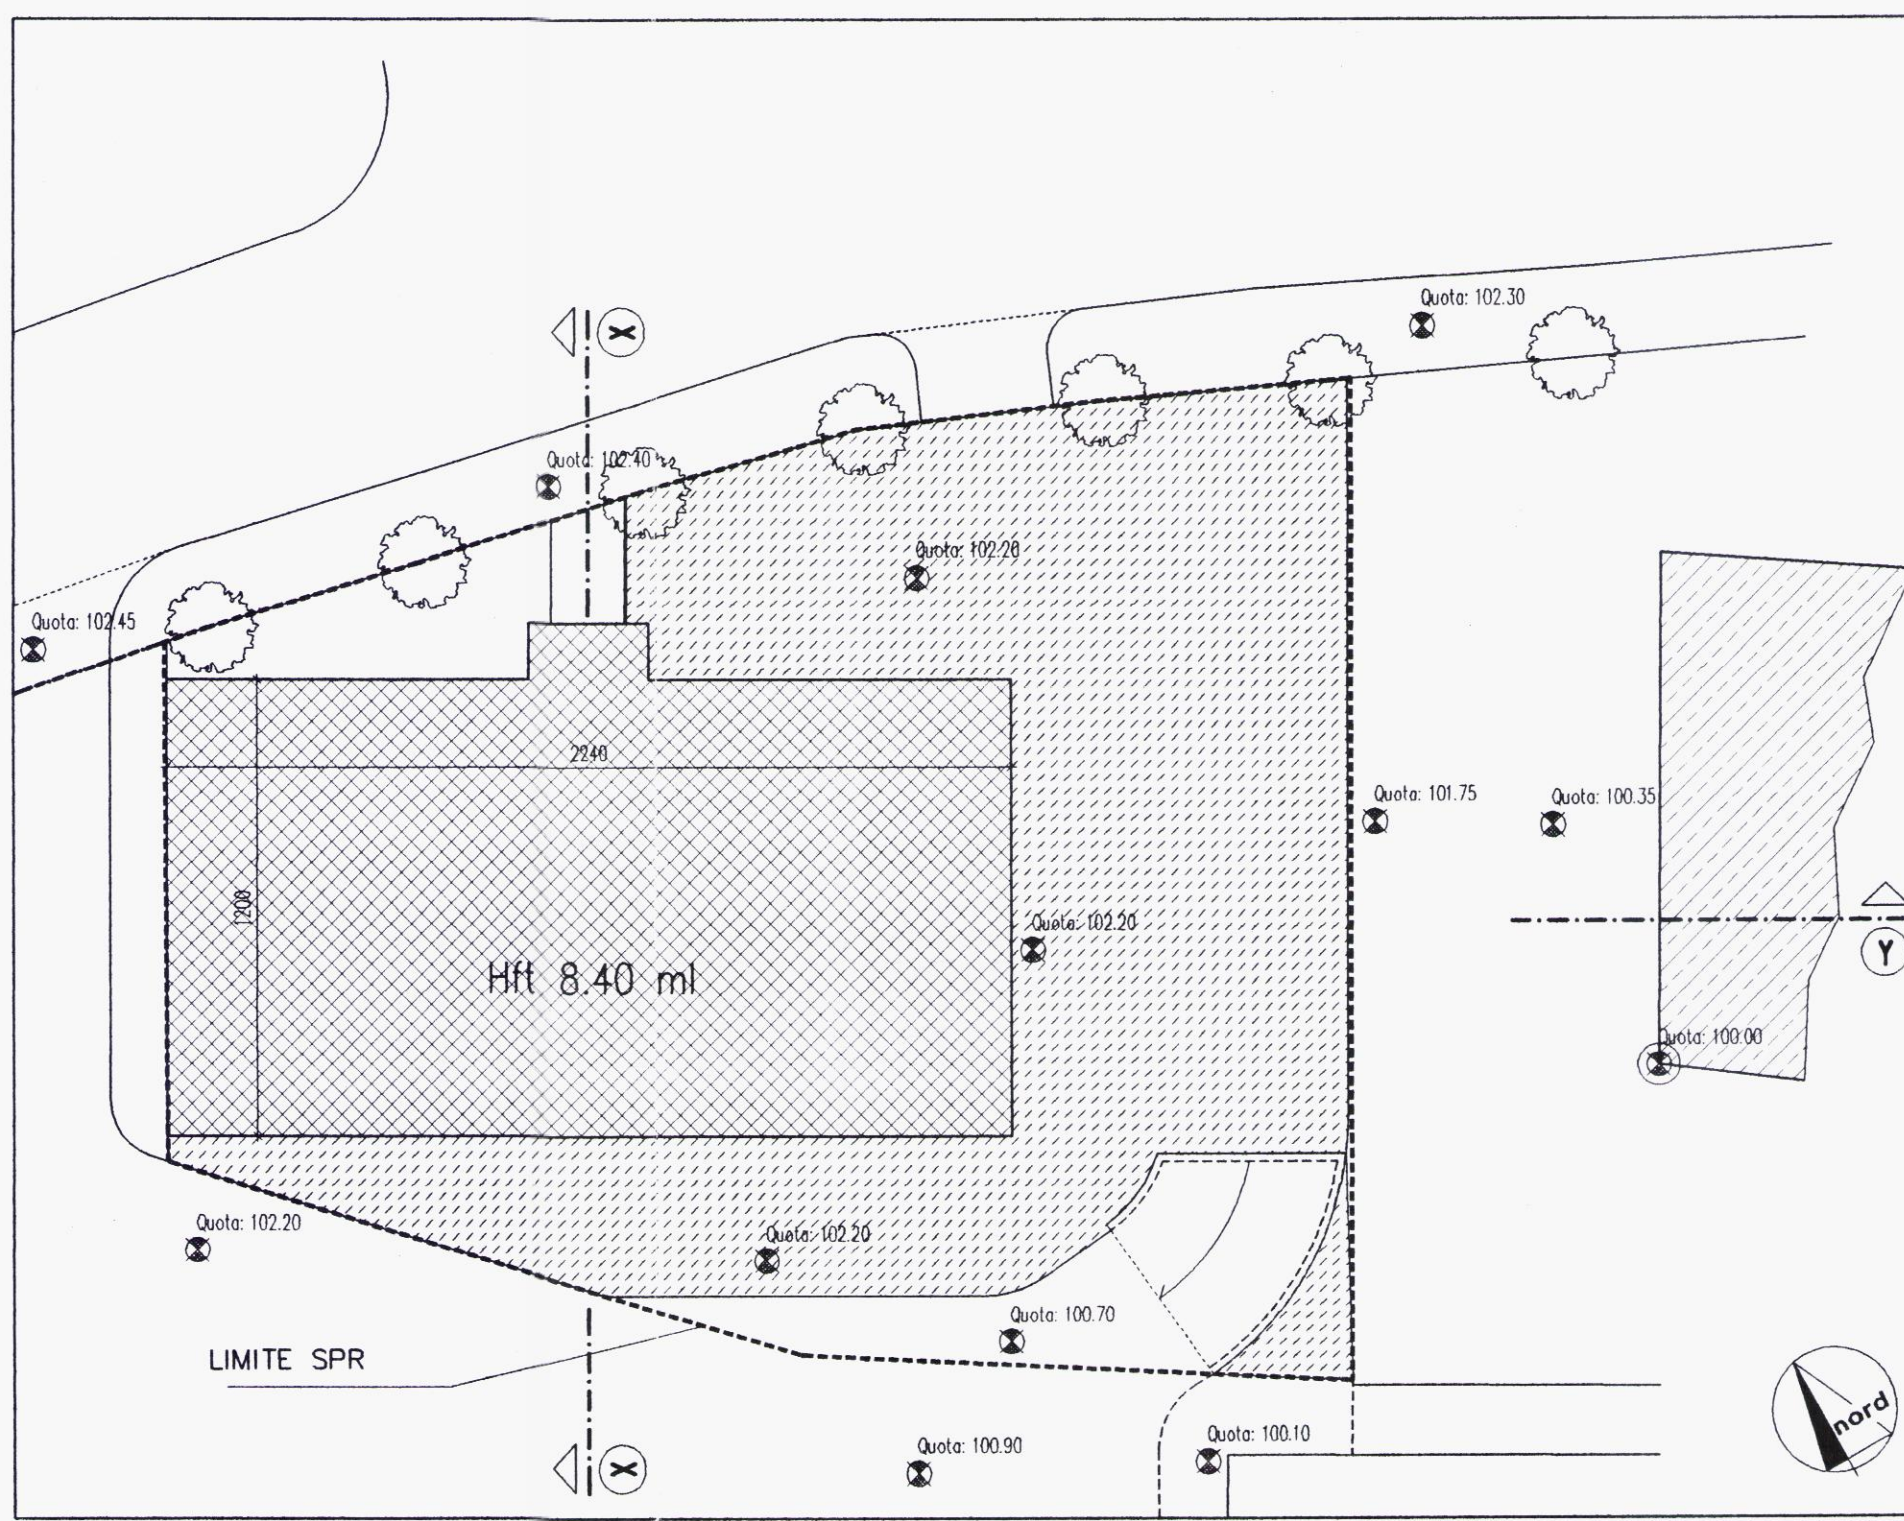 Quota: 102.30
X
Quota: 102.40
Quota: 102.20
Quota: 102.45
2240
Quota: 101.75
Quota: 100.35
1200
Quota: 102.20
Hft 8.40 ml
Y
Quota: 100.00
Quota: 102.20
Quota: 102.20
Quota: 100.70
LIMITE SPR
nord
Quota: 100.90
Quota: 100.10
X